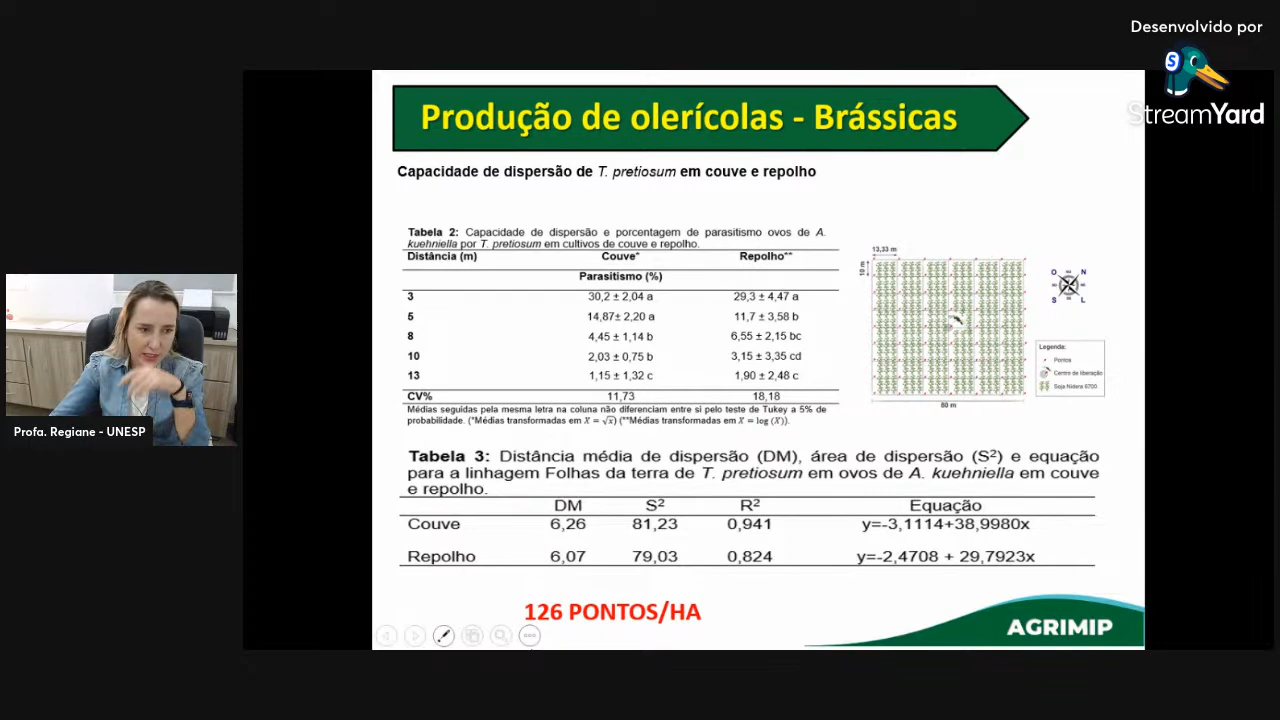 Desenvolvido por
StreamYard
Produção de olerícolas - Brássicas
Capacidade de dispersão de T. pretiosum em couve e repolho
Tabela 2: Capacidade de dispersão e porcentagem de parasitismo ovos de A.
kuehniella por T. pretiosum em cultivos de couve e repolho.
Distância (m) Couve* Repolho**
Parasitismo (%)
3 30,2 ± 2,04 a 29,3 ± 4,47 a
5 14,87± 2,20 a 11,7 ± 3,58 b
8 4,45 ± 1,14 b 6,55 ± 2,15 bc
10 2,03 ± 0,75 b 3,15 ± 3,35 cd
13 1,15 ± 1,32 c 1,90 ± 2,48 c
CV% 11,73 18,18
Médias seguidas pela mesma letra na coluna não diferenciam entre si pelo teste de Tukey a 5% de
probabilidade. (*Médias transformadas em X = √x) (**Médias transformadas em X = log (X)).
13,33 m
10 m
80 m
O N
S L
Legenda:
Pontos
Centro de liberação
Soja Nidera 6700
Tabela 3: Distância média de dispersão (DM), área de dispersão (S²) e equação
para a linhagem Folhas da terra de T. pretiosum em ovos de A. kuehniella em couve
e repolho.
DM S² R² Equação
Couve 6,26 81,23 0,941 y=-3,1114+38,9980x
Repolho 6,07 79,03 0,824 y=-2,4708 + 29,7923x
126 PONTOS/HA
AGRIMIP
Profa. Regiane - UNESP